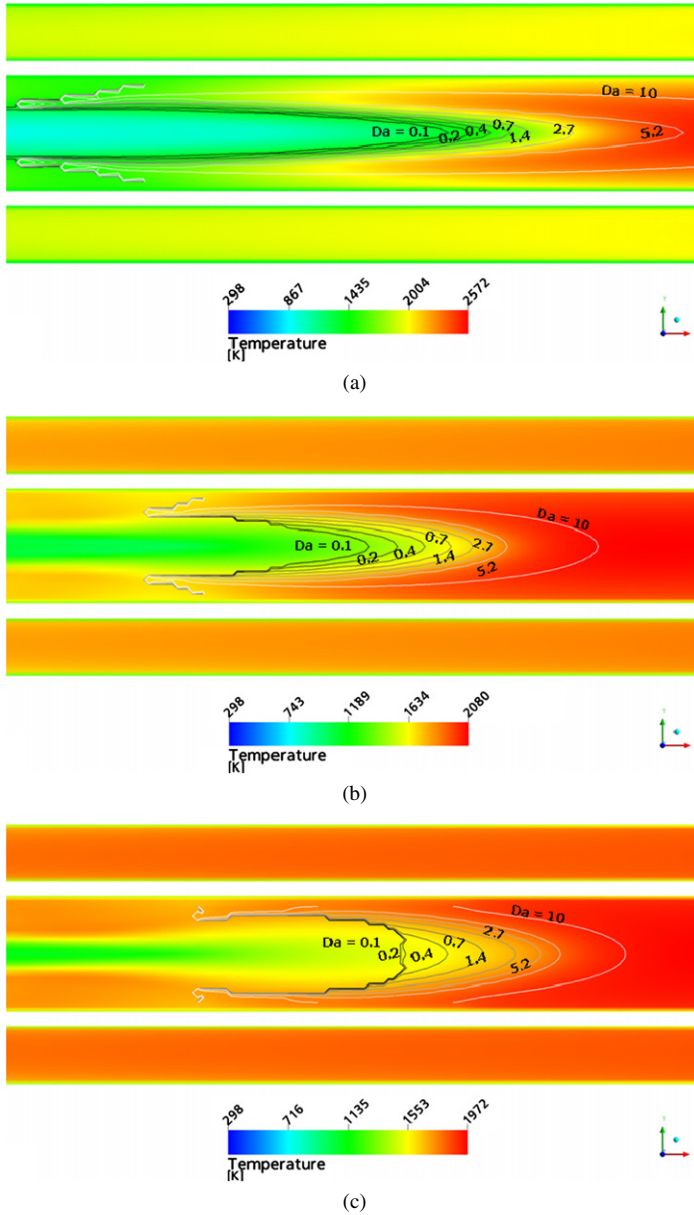 Da = 10
Da = 0.1 0.2 0.4 0.7 1.4 2.7 5.2
298 867 1435 2004 2572
Temperature
[K]
(a)
Da = 10
Da = 0.1 0.2 0.4 0.7 1.4 2.7 5.2
298 743 1189 1634 2080
Temperature
[K]
(b)
Da = 10
Da = 0.1 0.2 0.4 0.7 1.4 2.7 5.2
298 716 1135 1553 1972
Temperature
[K]
(c)